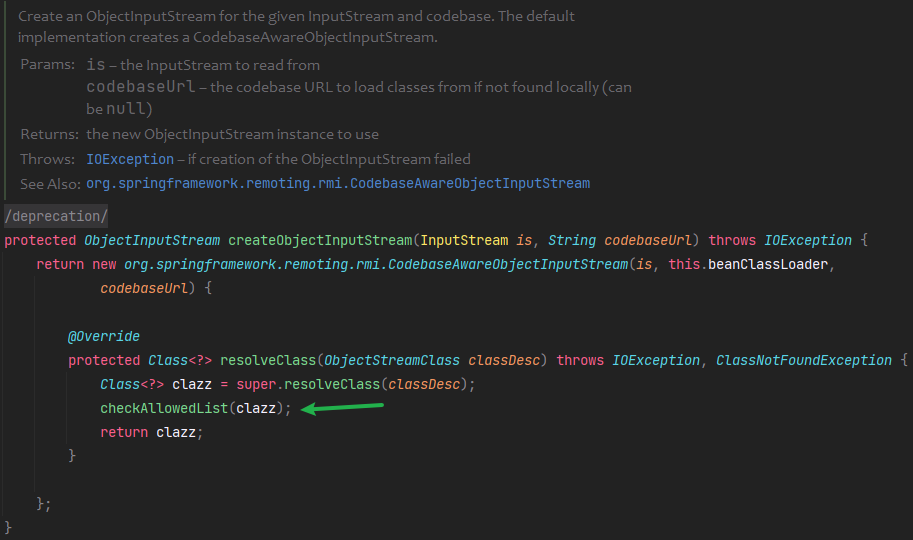 Create an ObjectInputStream for the given InputStream and codebase. The default
implementation creates a CodebaseAwareObjectInputStream.
Params: is – the InputStream to read from
codebaseUrl – the codebase URL to load classes from if not found locally (can
be null)
Returns: the new ObjectInputStream instance to use
Throws: IOException – if creation of the ObjectInputStream failed
See Also: org.springframework.remoting.rmi.CodebaseAwareObjectInputStream
/deprecation/
protected ObjectInputStream createObjectInputStream(InputStream is, String codebaseUrl) throws IOException {
return new org.springframework.remoting.rmi.CodebaseAwareObjectInputStream(is, this.beanClassLoader,
codebaseUrl) {
@Override
protected Class<?> resolveClass(ObjectStreamClass classDesc) throws IOException, ClassNotFoundException {
Class<?> clazz = super.resolveClass(classDesc);
checkAllowedList(clazz);
return clazz;
}
};
}